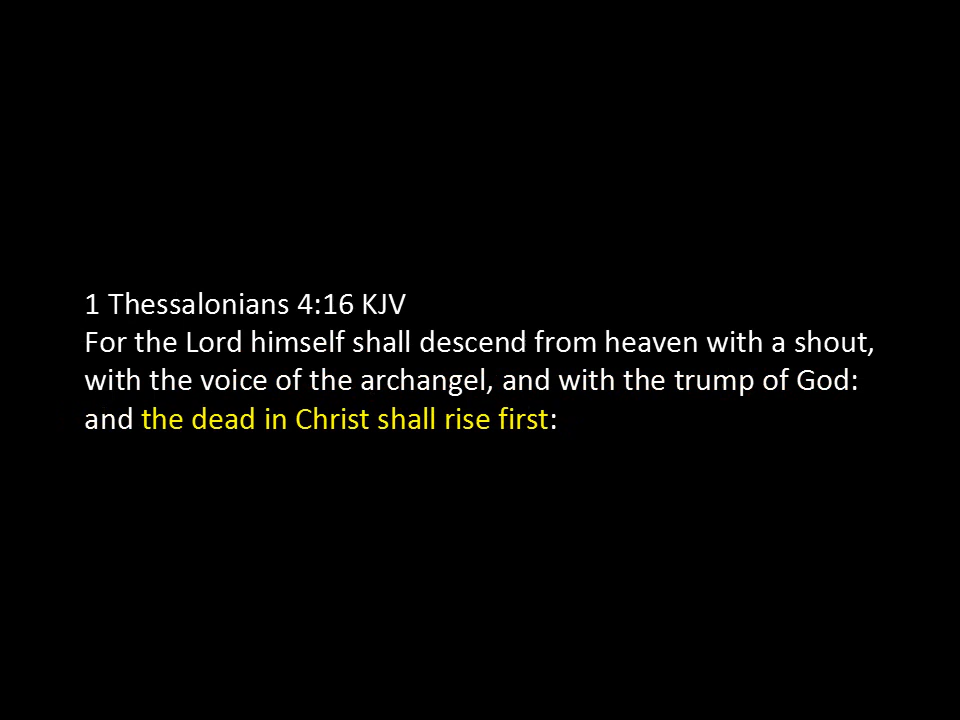 1 Thessalonians 4:16 KJV
For the Lord himself shall descend from heaven with a shout,
with the voice of the archangel, and with the trump of God:
and the dead in Christ shall rise first: